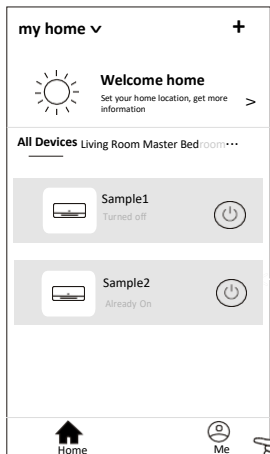 my home
Welcome home
Set your home location, get more
information
All Devices Living Room Master Bedroom...
Sample1
Turned off
Sample2
Already On
Home
Me